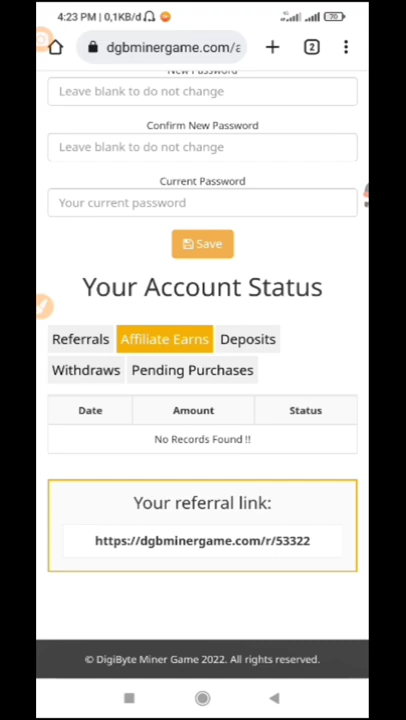 4:23 PM | 0,1KB/d
70
dgbminergame.com/a
2
New Password
Leave blank to do not change
Confirm New Password
Leave blank to do not change
Current Password
Your current password
Save
Your Account Status
Referrals Affiliate Earns Deposits
Withdraws Pending Purchases
Date Amount Status
No Records Found !!
Your referral link:
https://dgbminergame.com/r/53322
© DigiByte Miner Game 2022. All rights reserved.